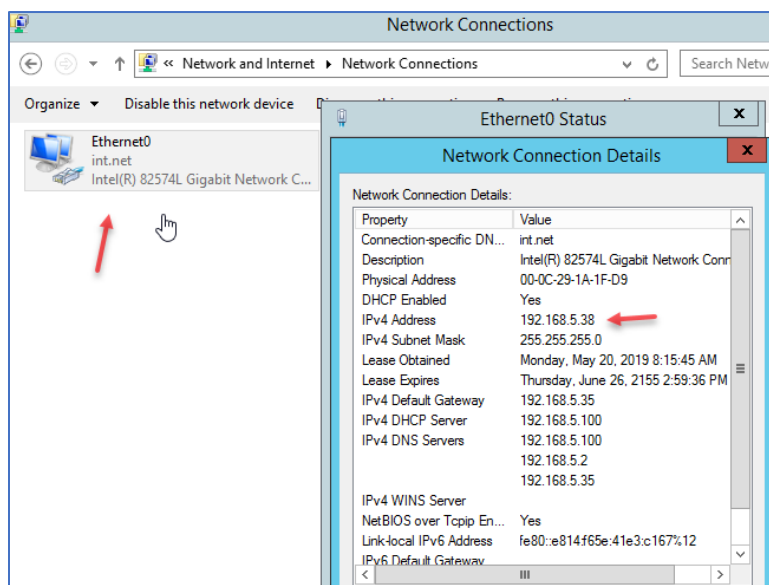 Network Connections
« Network and Internet ▸ Network Connections
Search Netw
Organize Disable this network device
Ethernet0
int.net
Intel(R) 82574L Gigabit Network C...
Ethernet0 Status
x
Network Connection Details
x
Network Connection Details:
Property Value
Connection-specific DN... int.net
Description Intel(R) 82574L Gigabit Network Conn
Physical Address 00-0C-29-1A-1F-D9
DHCP Enabled Yes
IPv4 Address 192.168.5.38
IPv4 Subnet Mask 255.255.255.0
Lease Obtained Monday, May 20, 2019 8:15:45 AM
Lease Expires Thursday, June 26, 2155 2:59:36 PM
IPv4 Default Gateway 192.168.5.35
IPv4 DHCP Server 192.168.5.100
IPv4 DNS Servers 192.168.5.100
192.168.5.2
192.168.5.35
IPv4 WINS Server
NetBIOS over Tcpip En... Yes
Link-local IPv6 Address fe80::e814:f65e:41e3:c167%12
IPv6 Default Gateway